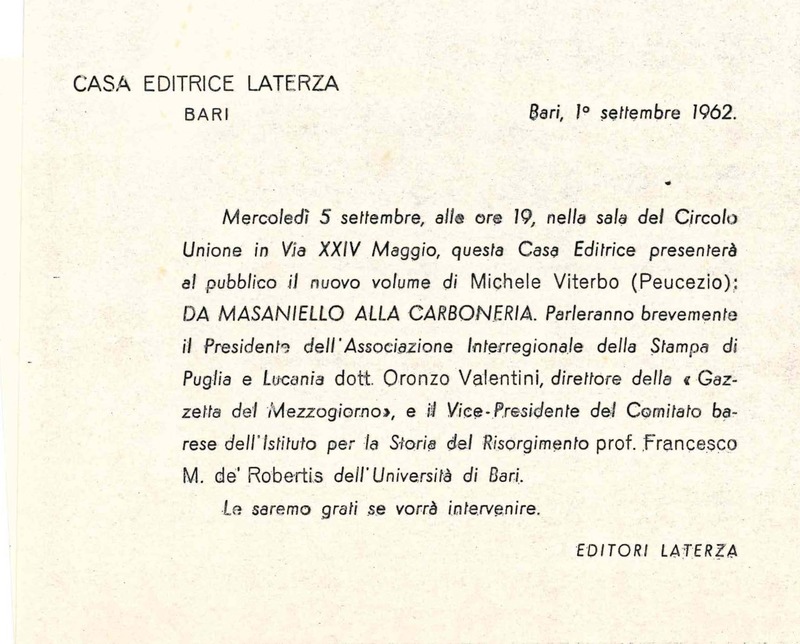 CASA EDITRICE LATERZA
BARI
Bari, 1° settembre 1962.
Mercoledì 5 settembre, alle ore 19, nella sala del Circolo
Unione in Via XXIV Maggio, questa Casa Editrice presenterà
al pubblico il nuovo volume di Michele Viterbo (Peucezio):
DA MASANIELLO ALLA CARBONERIA. Parleranno brevemente
il Presidente dell'Associazione Interregionale della Stampa di
Puglia e Lucania dott. Oronzo Valentini, direttore della « Gaz-
zetta del Mezzogiorno», e il Vice-Presidente del Comitato ba-
rese dell'Istituto per la Storia del Risorgimento prof. Francesco
M. de' Robertis dell'Università di Bari.
Le saremo grati se vorrà intervenire.
EDITORI LATERZA